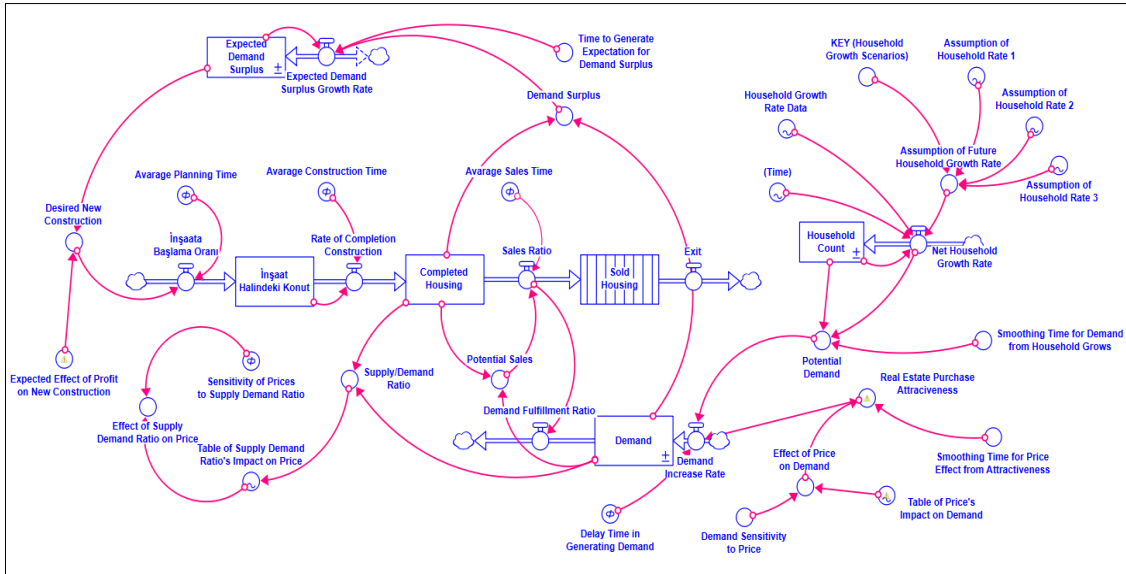 Expected
Demand
Surplus
Expected Demand
Surplus Growth Rate
Time to Generate
Expectation for
Demand Surplus
Demand Surplus
KEY (Household
Growth Scenarios)
Assumption of
Household Rate 1
Household Growth
Rate Data
Assumption of
Household Rate 2
Assumption of Future
Household Growth Rate
(Time)
Assumption of
Household Rate 3
Avarage Planning Time
Avarage Construction Time
Avarage Sales Time
Desired New
Construction
İnşaata
Başlama Oranı
Rate of Completion
Construction
Sales Ratio
Exit
Household
Count
Net Household
Growth Rate
İnşaat
Halindeki Konut
Completed
Housing
Sold
Housing
Expected Effect of Profit
on New Construction
Sensitivity of Prices
to Supply Demand Ratio
Supply/Demand
Ratio
Potential Sales
Potential
Demand
Smoothing Time for Demand
from Household Grows
Real Estate Purchase
Attraciveness
Demand Fulfillment Ratio
Effect of Supply
Demand Ratio on Price
Table of Supply Demand
Ratio's Impact on Price
Demand
Demand
Increase Rate
Effect of Price
on Demand
Smoothing Time for Price
Effect from Attractiveness
Delay Time in
Generating Demand
Demand Sensitivity
to Price
Table of Price's
Impact on Demand